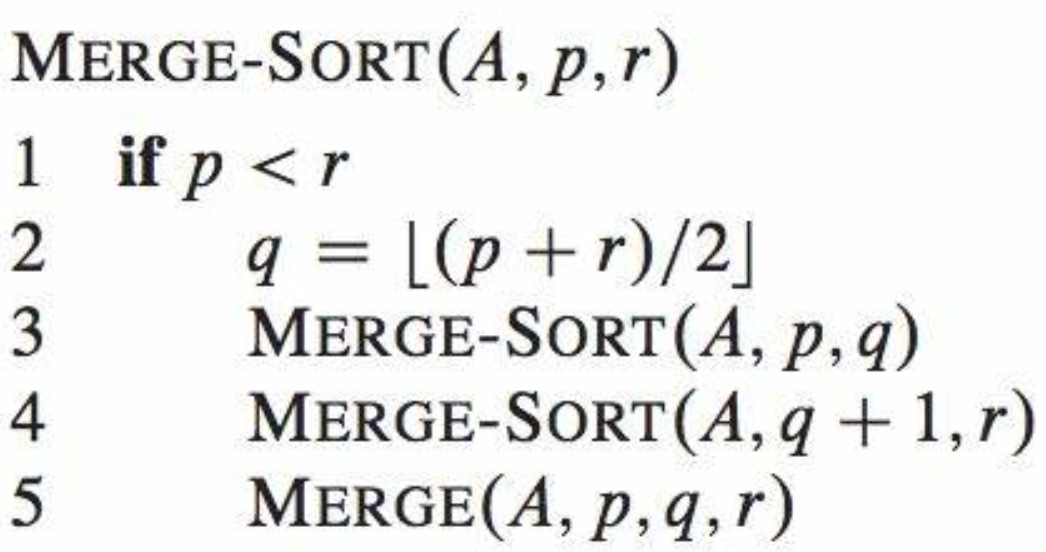 MERGE-SORT(A, p, r)
1 if p < r
2 q = ⌊(p + r)/2⌋
3 MERGE-SORT(A, p, q)
4 MERGE-SORT(A, q + 1, r)
5 MERGE(A, p, q, r)